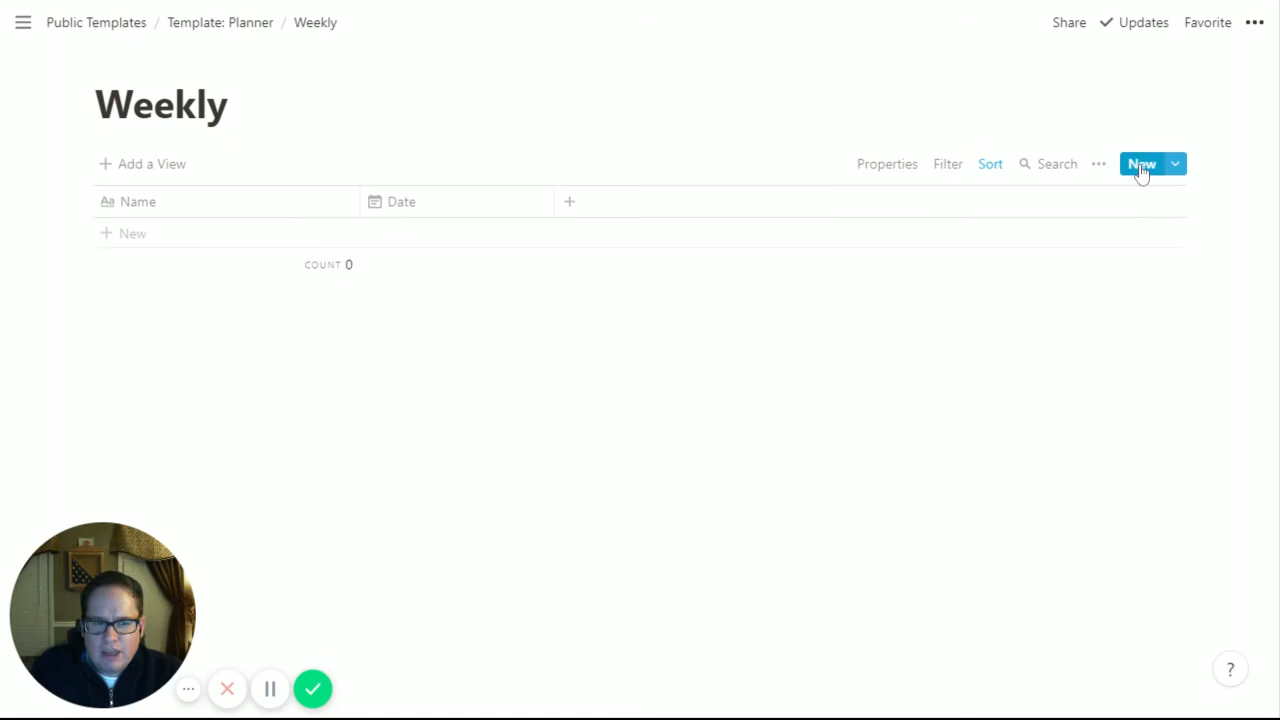 Public Templates / Template: Planner / Weekly
Share Updates Favorite •••
Weekly
+ Add a View
Properties Filter Sort Search ••• New
Aa Name
Date
+
+ New
COUNT 0
?